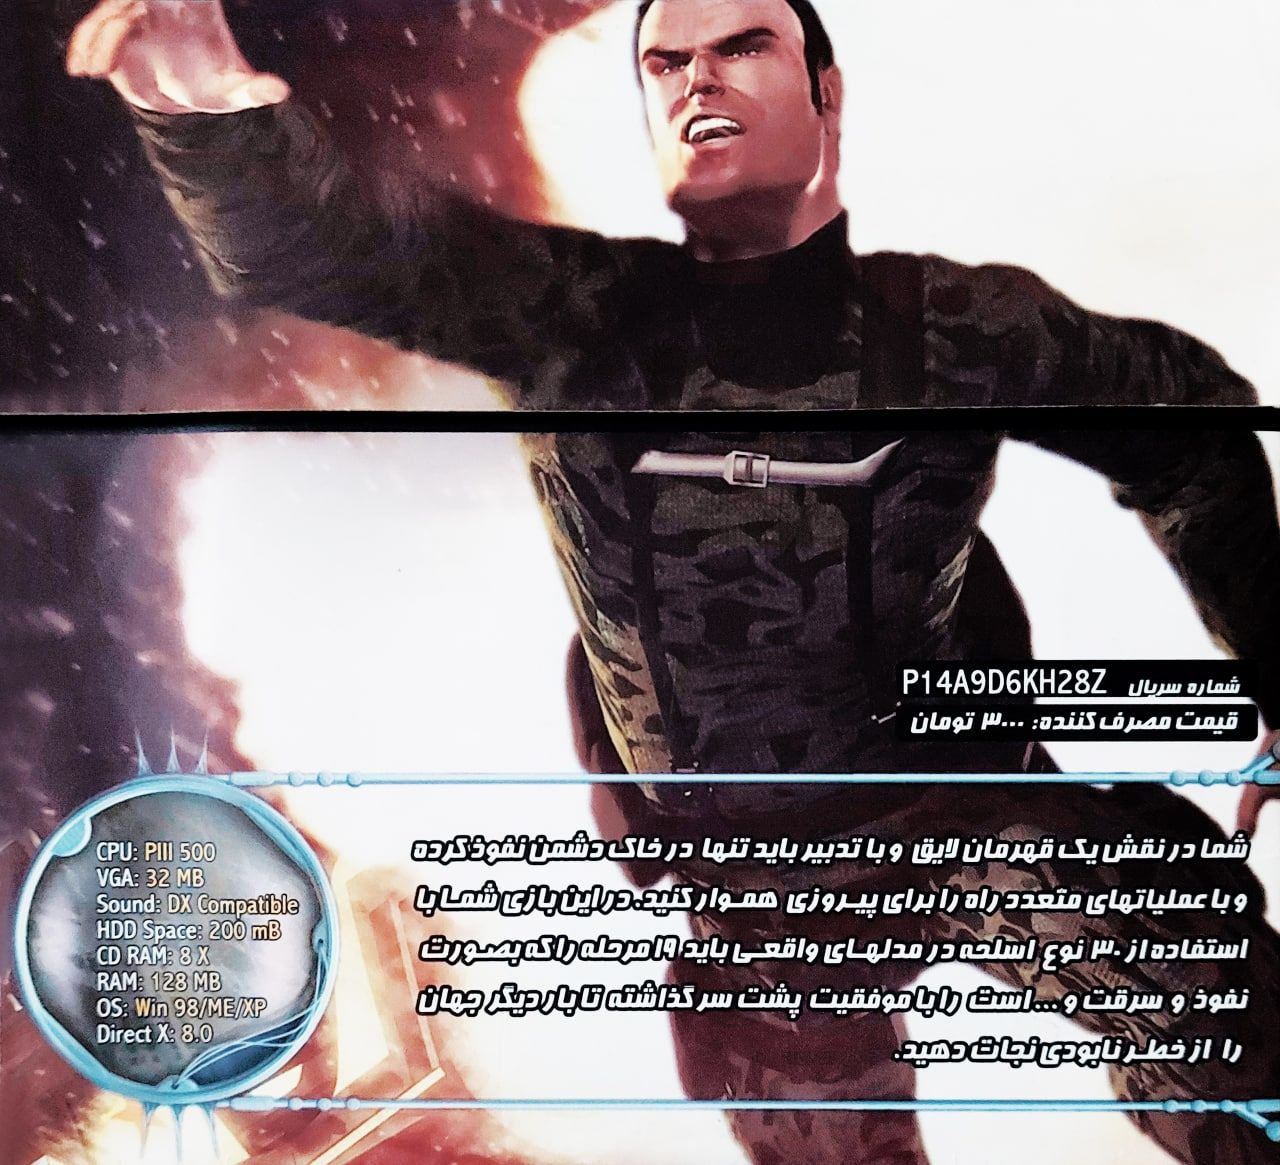 شماره سریال P14A9D6KH28Z
قیمت مصرف کننده: ۳۰۰۰ تومان
CPU: PIII 500
VGA: 32 MB
Sound: DX Compatible
HDD Space: 200 mB
CD RAM: 8 X
RAM: 128 MB
OS: Win 98/ME/XP
Direct X: 8.0
شما در نقش یک قهرمان لایق و با تدبیر باید تنها در خاک دشمن نفوذ کرده
و با عملیاتهای متعدد راه را برای پیروزی هموار کنید. در این بازی شما با
استفاده از ۳۰ نوع اسلحه در مدلهای واقعی باید ۱۹ مرحله را که بصورت
نفوذ و سرقت و... است را با موفقیت پشت سر گذاشته تا بار دیگر جهان
را از خطر نابودی نجات دهید.